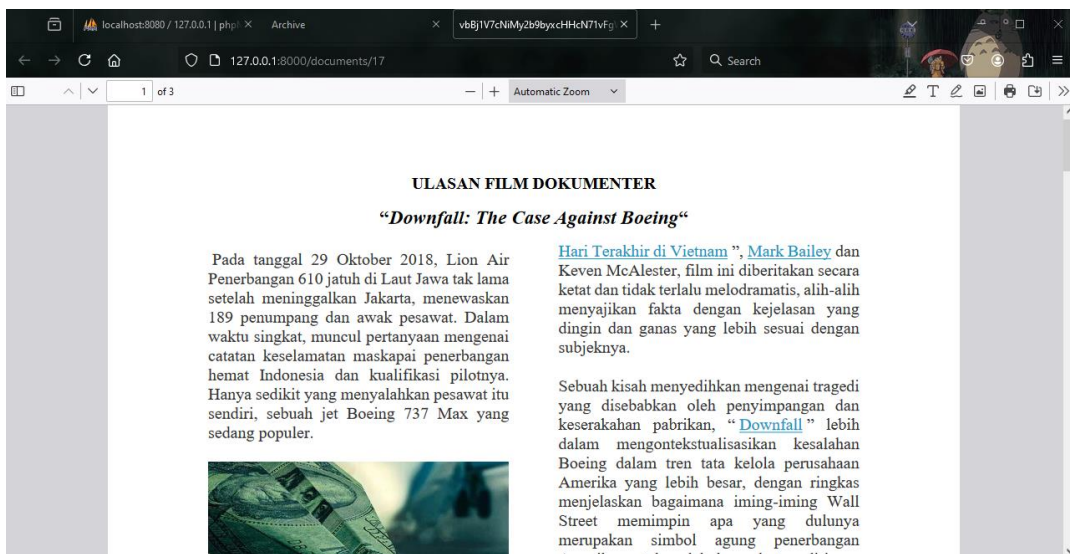 localhost:8080 / 127.0.0.1 | php
Archive
vbBj1V7cNiMy2b9byxcHHcN71vFg
127.0.0.1:8000/documents/17
Search
1 of 3
Automatic Zoom
ULASAN FILM DOKUMENTER
“Downfall: The Case Against Boeing“
Pada tanggal 29 Oktober 2018, Lion Air
Penerbangan 610 jatuh di Laut Jawa tak lama
setelah meninggalkan Jakarta, menewaskan
189 penumpang dan awak pesawat. Dalam
waktu singkat, muncul pertanyaan mengenai
catatan keselamatan maskapai penerbangan
hemat Indonesia dan kualifikasi pilotnya.
Hanya sedikit yang menyalahkan pesawat itu
sendiri, sebuah jet Boeing 737 Max yang
sedang populer.
Hari Terakhir di Vietnam ”, Mark Bailey dan
Keven McAlester, film ini diberitakan secara
ketat dan tidak terlalu melodramatis, alih-alih
menyajikan fakta dengan kejelasan yang
dingin dan ganas yang lebih sesuai dengan
subjeknya.
Sebuah kisah menyedihkan mengenai tragedi
yang disebabkan oleh penyimpangan dan
keserakahan pabrikan, “ Downfall ” lebih
dalam mengontekstualisasikan kesalahan
Boeing dalam tren tata kelola perusahaan
Amerika yang lebih besar, dengan ringkas
menjelaskan bagaimana iming-iming Wall
Street memimpin apa yang dulunya
merupakan simbol agung penerbangan